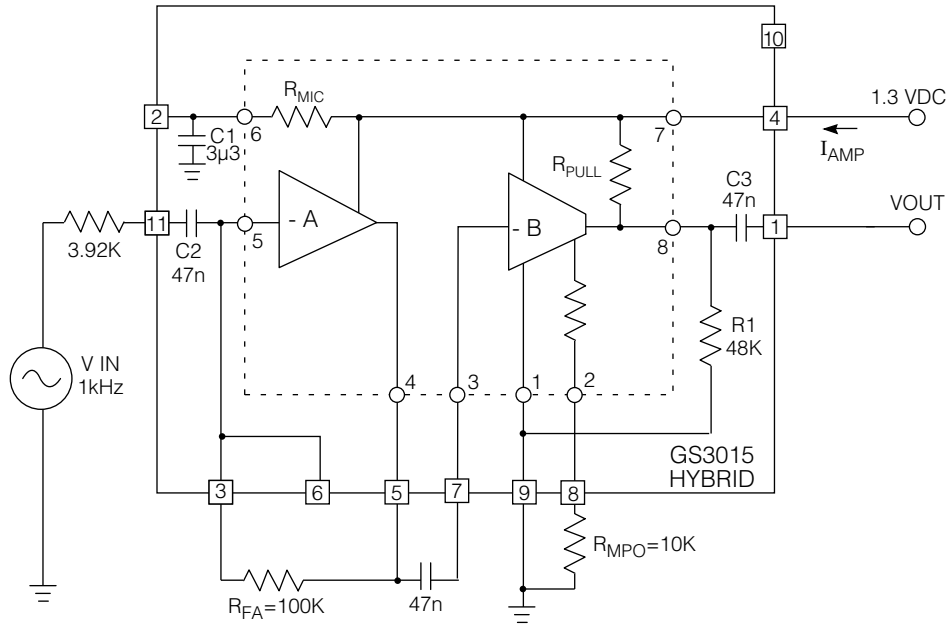 10
R_MIC
2
6
7
4
1.3 VDC
C1
3µ3
I_AMP
R_PULL
C3
47n
VOUT
- A
- B
11
5
8
1
3.92K
C2
47n
R1
48K
V IN
1kHz
4
3
1
2
GS3015
HYBRID
3
6
5
7
9
8
R_MPO=10K
R_FA=100K
47n